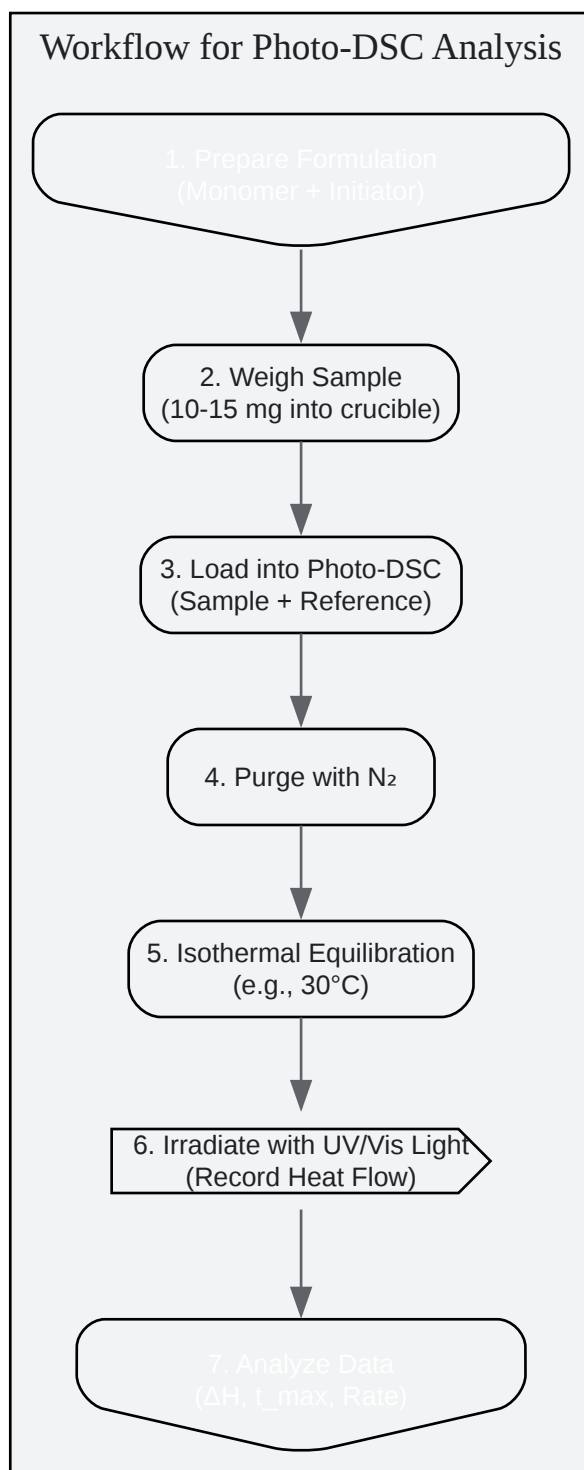 Workflow for Photo-DSC Analysis
1. Prepare Formulation
(Monomer + Initiator)
2. Weigh Sample
(10-15 mg into crucible)
3. Load into Photo-DSC
(Sample + Reference)
4. Purge with N₂
5. Isothermal Equilibration
(e.g., 30°C)
6. Irradiate with UV/Vis Light
(Record Heat Flow)
7. Analyze Data
(ΔH, t_max, Rate)